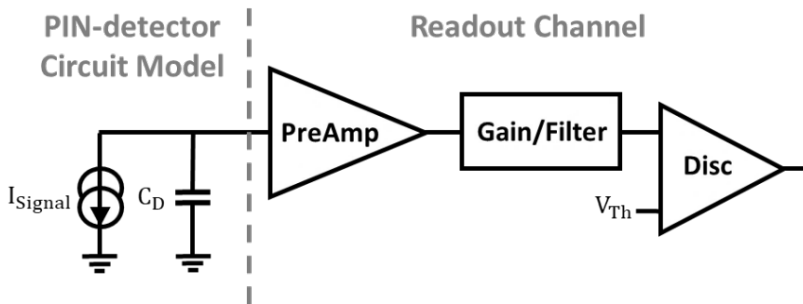 PIN-detector
Circuit Model
Readout Channel
PreAmp
Gain/Filter
Disc
I_Signal
C_D
V_Th